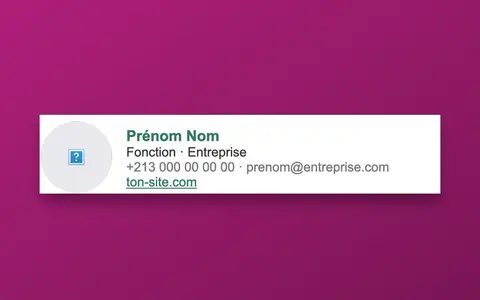 Prénom Nom
Fonction · Entreprise
+213 000 00 00 00 · prenom@entreprise.com
ton-site.com